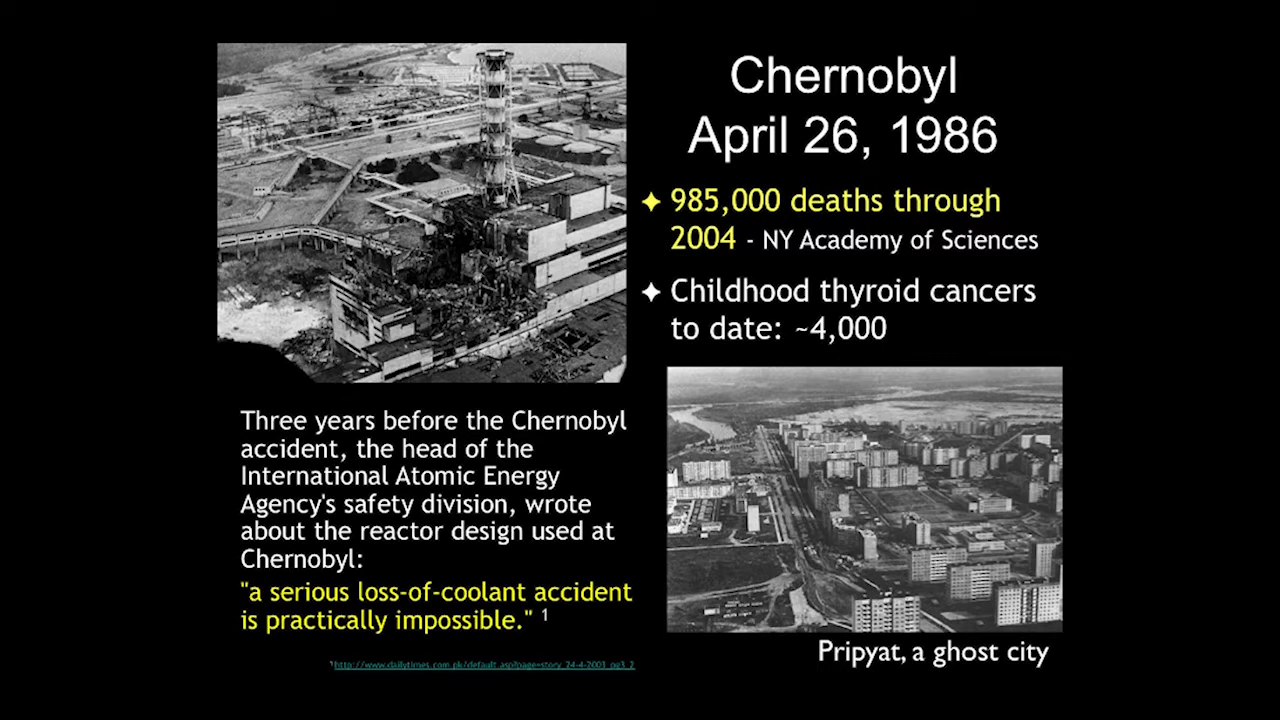 Chernobyl
April 26, 1986
985,000 deaths through
2004 - NY Academy of Sciences
Childhood thyroid cancers
to date: ~4,000
Three years before the Chernobyl
accident, the head of the
International Atomic Energy
Agency's safety division, wrote
about the reactor design used at
Chernobyl:
"a serious loss-of-coolant accident
is practically impossible." 1
Pripyat, a ghost city
1http://www.dailytimes.com.pk/default.asp?page=story_24-4-2001_pg3_2